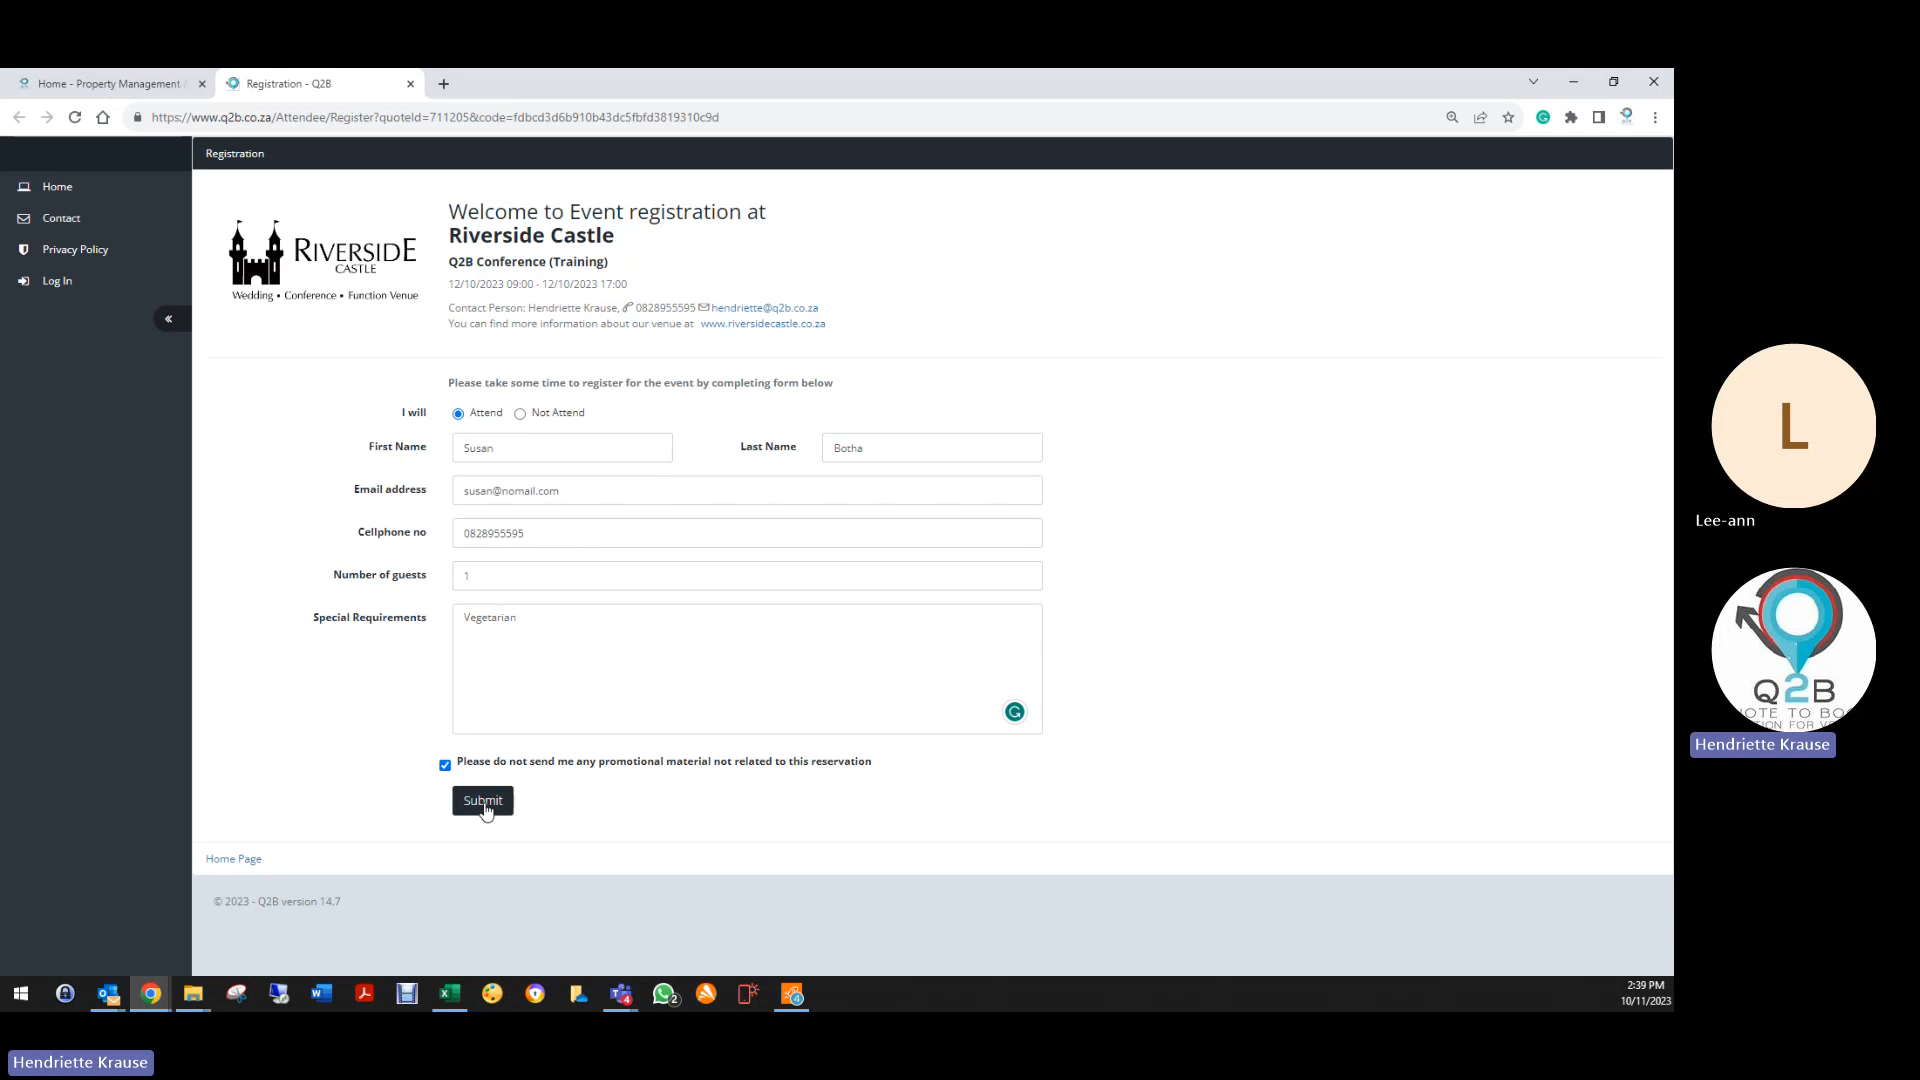 Home - Property Management
Registration - Q2B
https://www.q2b.co.za/Attendee/Register?quoteId=711205&code=fdbcd3d6b910b43dc5fbfd3819310c9d
Registration
Home
Contact
Privacy Policy
Log In
RIVERSIDE
CASTLE
Wedding • Conference • Function Venue
Welcome to Event registration at
Riverside Castle
Q2B Conference (Training)
12/10/2023 09:00 - 12/10/2023 17:00
Contact Person: Hendriette Krause, 0828955595 hendriette@q2b.co.za
You can find more information about our venue at www.riversidecastle.co.za
Please take some time to register for the event by completing form below
I will Attend Not Attend
First Name Susan Last Name Botha
Email address susan@nomail.com
Cellphone no 0828955595
Number of guests 1
Special Requirements Vegetarian
Please do not send me any promotional material not related to this reservation
Submit
Home Page
© 2023 - Q2B version 14.7
2:39 PM
10/11/2023
L
Lee-ann
Q2B
Hendriette Krause
Hendriette Krause